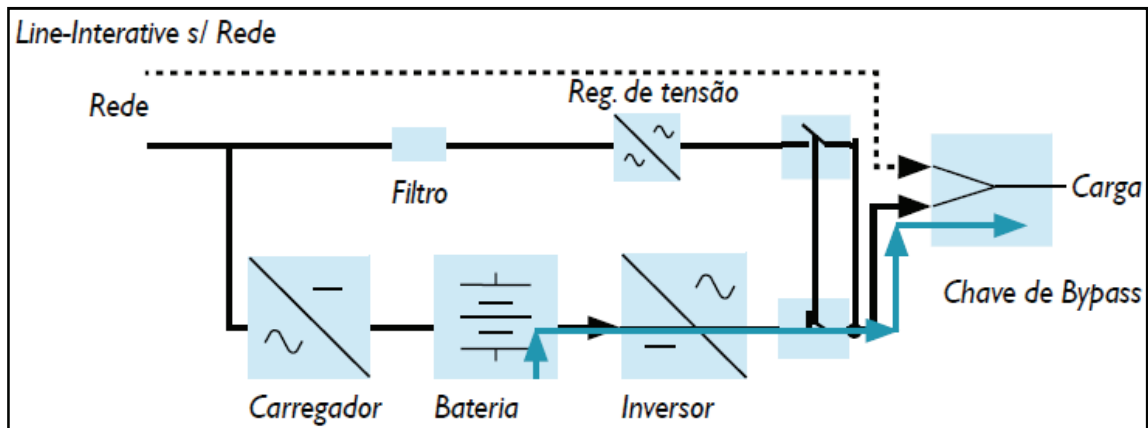 Line-Interative s/ Rede
Reg. de tensão
Rede
Filtro
Carga
Chave de Bypass
Carregador
Bateria
Inversor